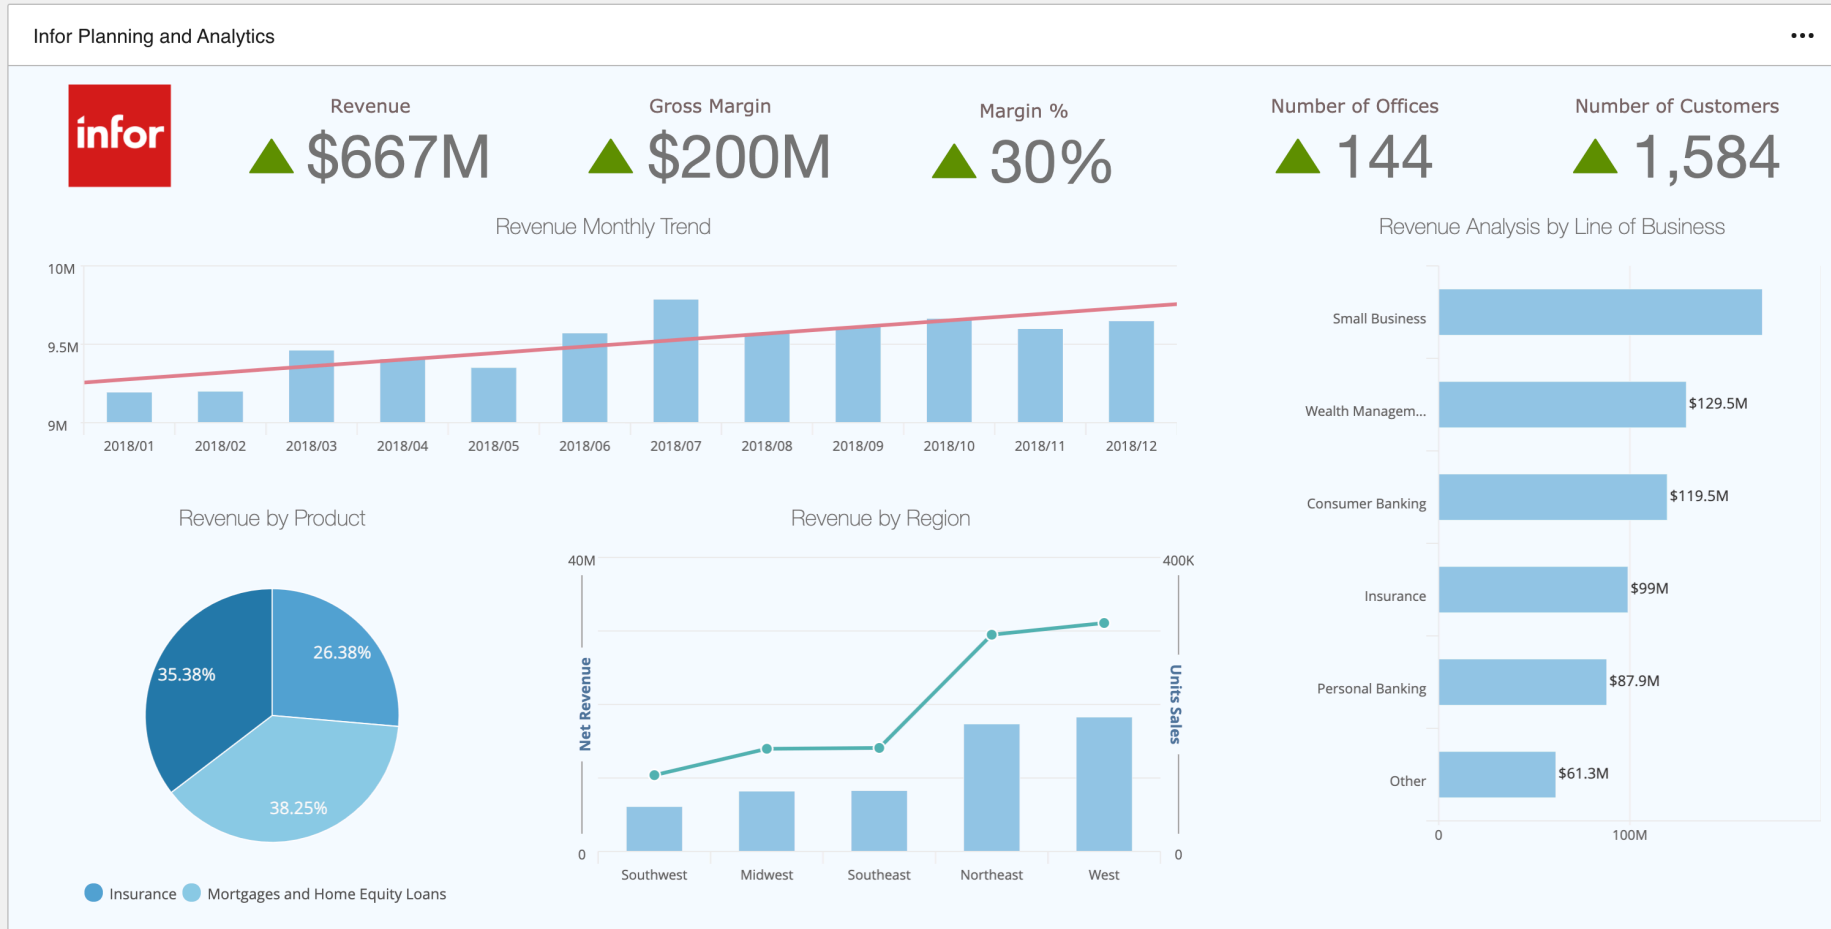 Infor Planning and Analytics
infor
Revenue
$667M
Gross Margin
$200M
Margin %
30%
Number of Offices
144
Number of Customers
1,584
Revenue Monthly Trend
10M
9.5M
9M
2018/01 2018/02 2018/03 2018/04 2018/05 2018/06 2018/07 2018/08 2018/09 2018/10 2018/11 2018/12
Revenue Analysis by Line of Business
Small Business
Wealth Managem... $129.5M
Consumer Banking $119.5M
Insurance $99M
Personal Banking $87.9M
Other $61.3M
0 100M
Revenue by Product
26.38%
35.38%
38.25%
Insurance Mortgages and Home Equity Loans
Revenue by Region
40M 400K
Net Revenue
Units Sales
0 0
Southwest Midwest Southeast Northeast West